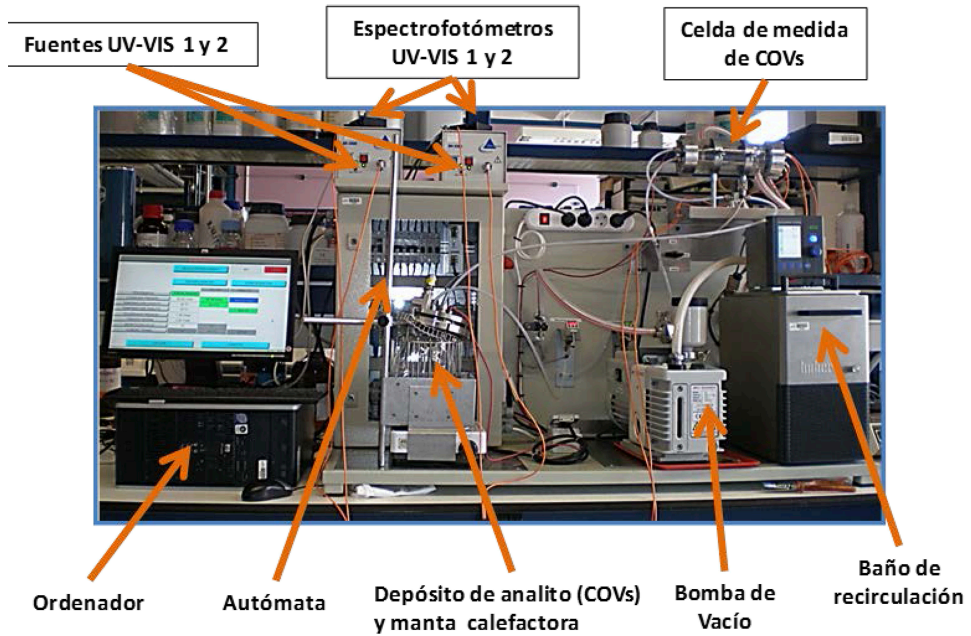 Fuentes UV-VIS 1 y 2
Espectrofotómetros
UV-VIS 1 y 2
Celda de medida
de COVs
Ordenador
Autómata
Depósito de analito (COVs)
y manta calefactora
Bomba de
Vacío
Baño de
recirculación